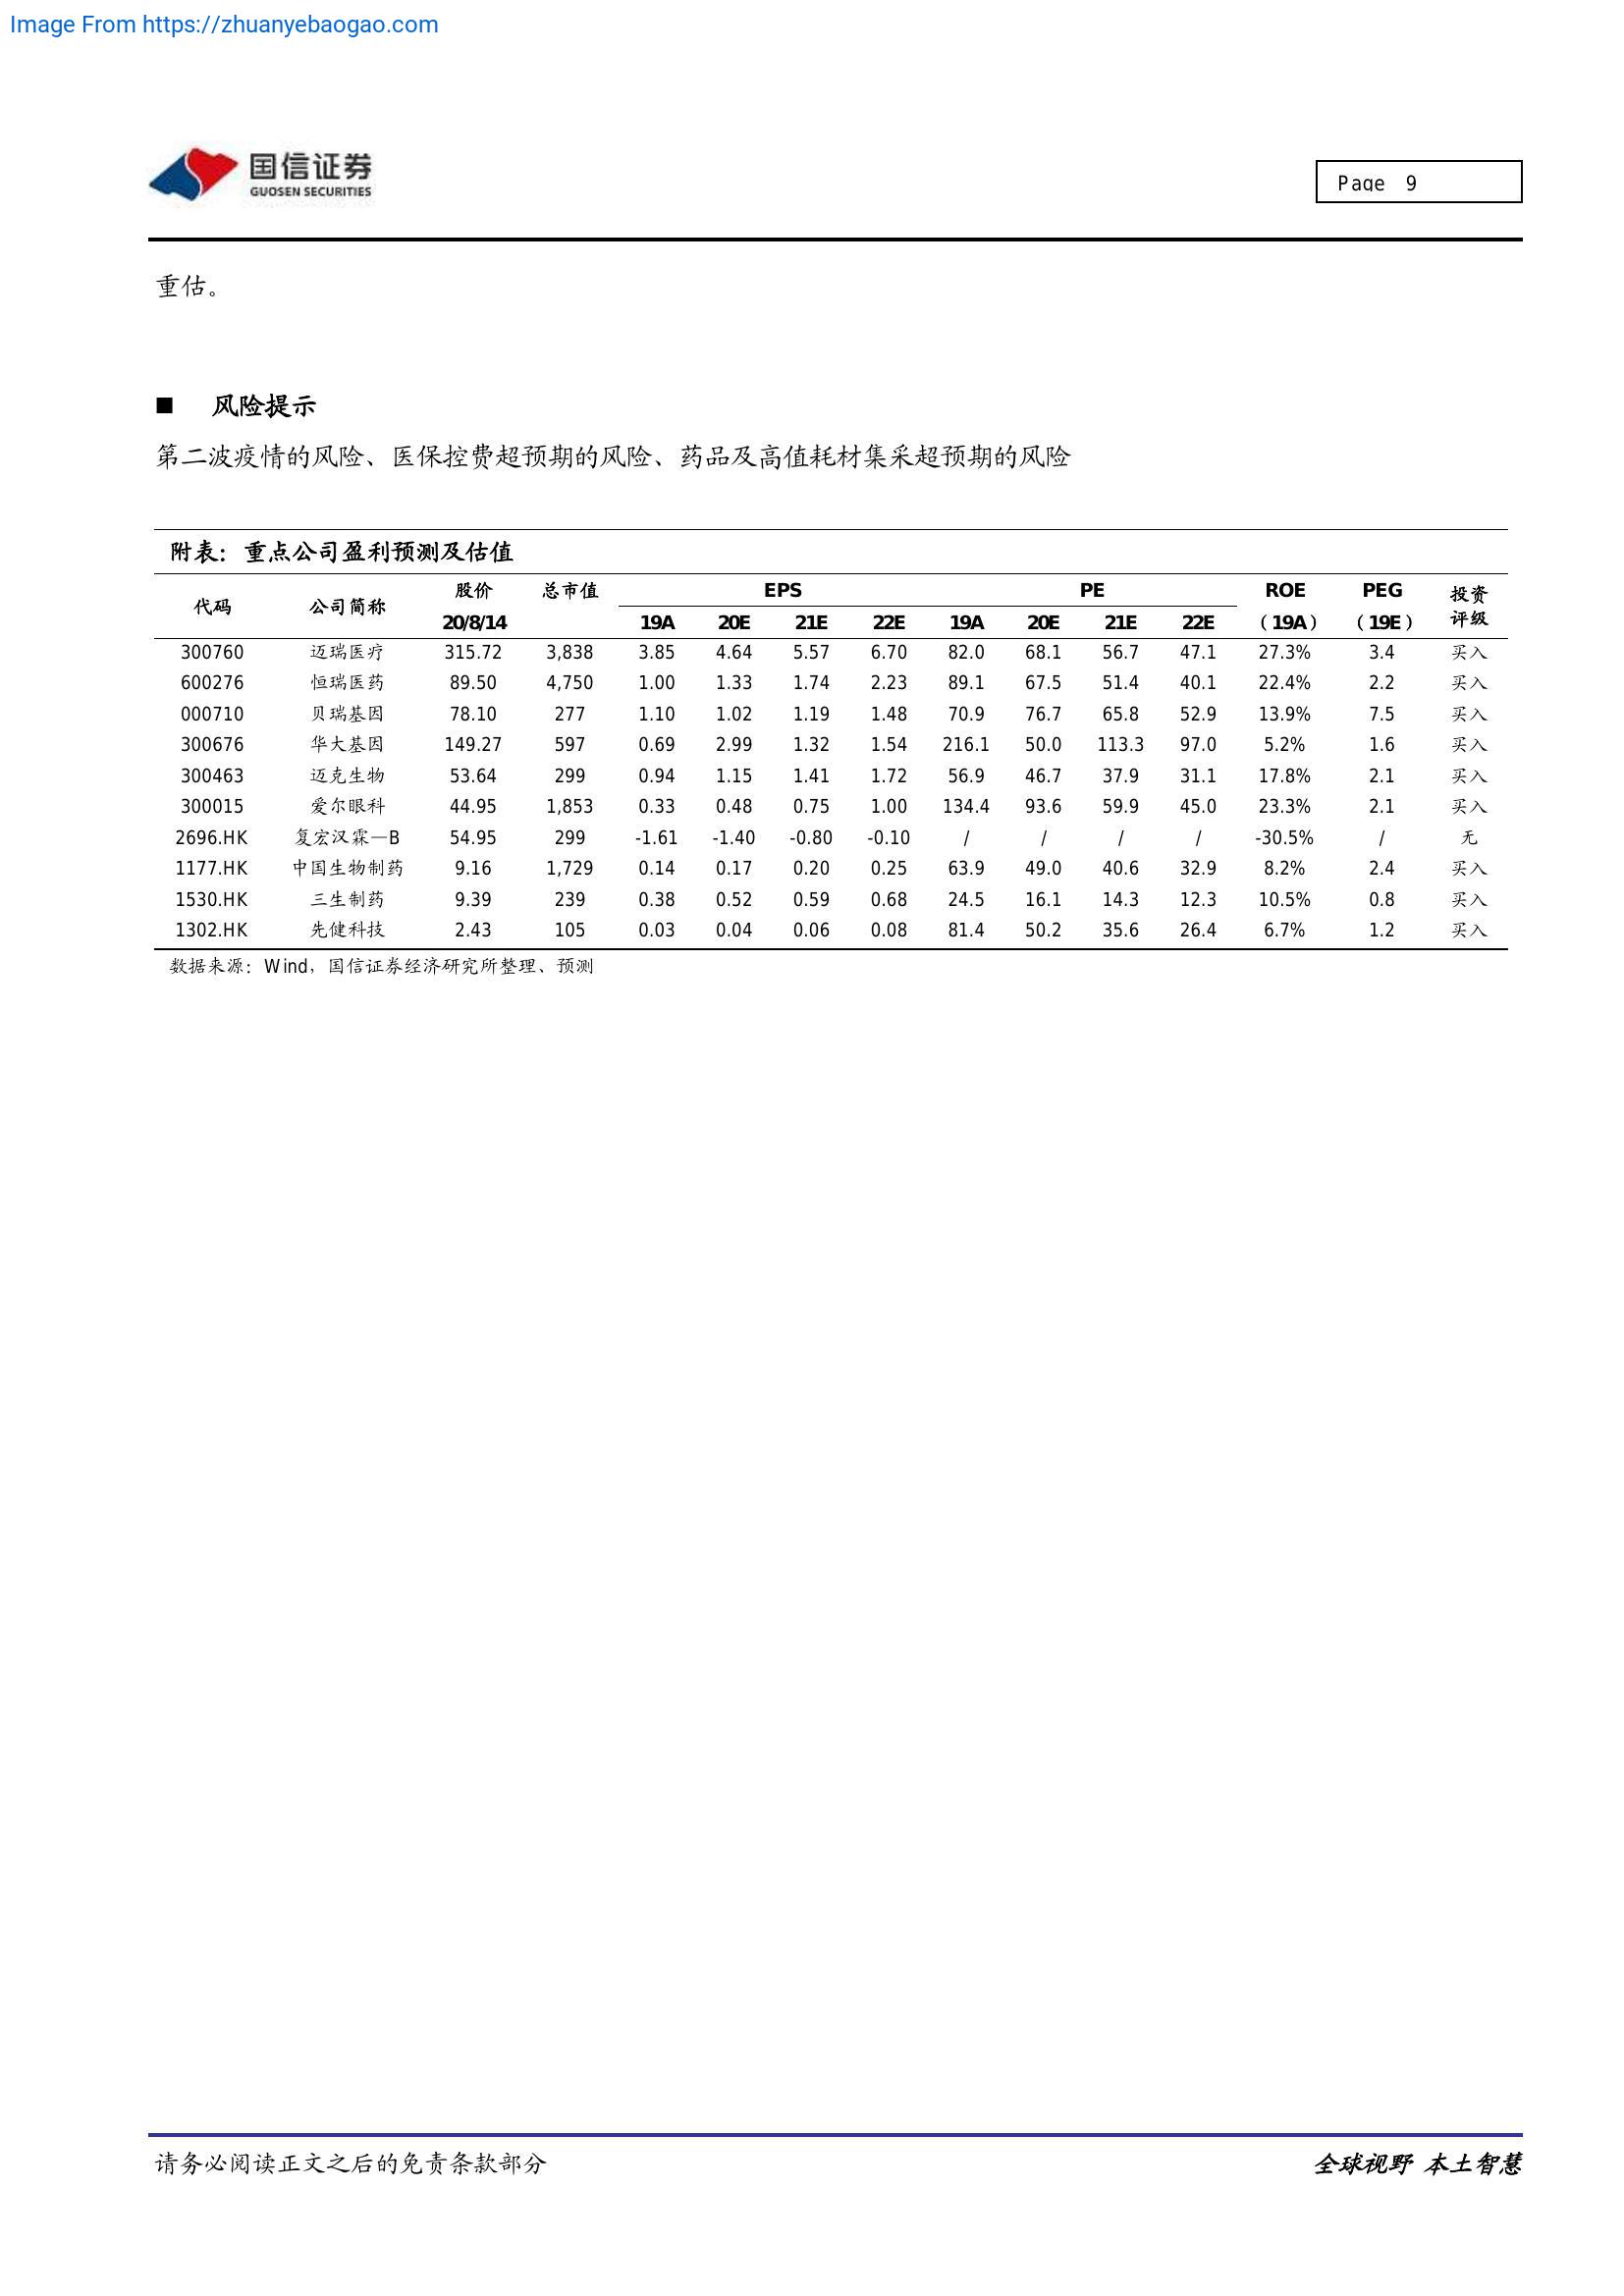 Image From https://zhuanyebaogao.com
国信证券
GUOSEN SECURITIES
Page 9
重估。
■ 风险提示
第二波疫情的风险、医保控费超预期的风险、药品及高值耗材集采超预期的风险
附表：重点公司盈利预测及估值
代码 公司简称 股价 总市值 EPS PE ROE PEG 投资评级
20/8/14 19A 20E 21E 22E 19A 20E 21E 22E （19A） （19E）
300760 迈瑞医疗 315.72 3,838 3.85 4.64 5.57 6.70 82.0 68.1 56.7 47.1 27.3% 3.4 买入
600276 恒瑞医药 89.50 4,750 1.00 1.33 1.74 2.23 89.1 67.5 51.4 40.1 22.4% 2.2 买入
000710 贝瑞基因 78.10 277 1.10 1.02 1.19 1.48 70.9 76.7 65.8 52.9 13.9% 7.5 买入
300676 华大基因 149.27 597 0.69 2.99 1.32 1.54 216.1 50.0 113.3 97.0 5.2% 1.6 买入
300463 迈克生物 53.64 299 0.94 1.15 1.41 1.72 56.9 46.7 37.9 31.1 17.8% 2.1 买入
300015 爱尔眼科 44.95 1,853 0.33 0.48 0.75 1.00 134.4 93.6 59.9 45.0 23.3% 2.1 买入
2696.HK 复宏汉霖—B 54.95 299 -1.61 -1.40 -0.80 -0.10 / / / / -30.5% / 无
1177.HK 中国生物制药 9.16 1,729 0.14 0.17 0.20 0.25 63.9 49.0 40.6 32.9 8.2% 2.4 买入
1530.HK 三生制药 9.39 239 0.38 0.52 0.59 0.68 24.5 16.1 14.3 12.3 10.5% 0.8 买入
1302.HK 先健科技 2.43 105 0.03 0.04 0.06 0.08 81.4 50.2 35.6 26.4 6.7% 1.2 买入
数据来源：Wind，国信证券经济研究所整理、预测
请务必阅读正文之后的免责条款部分
全球视野 本土智慧